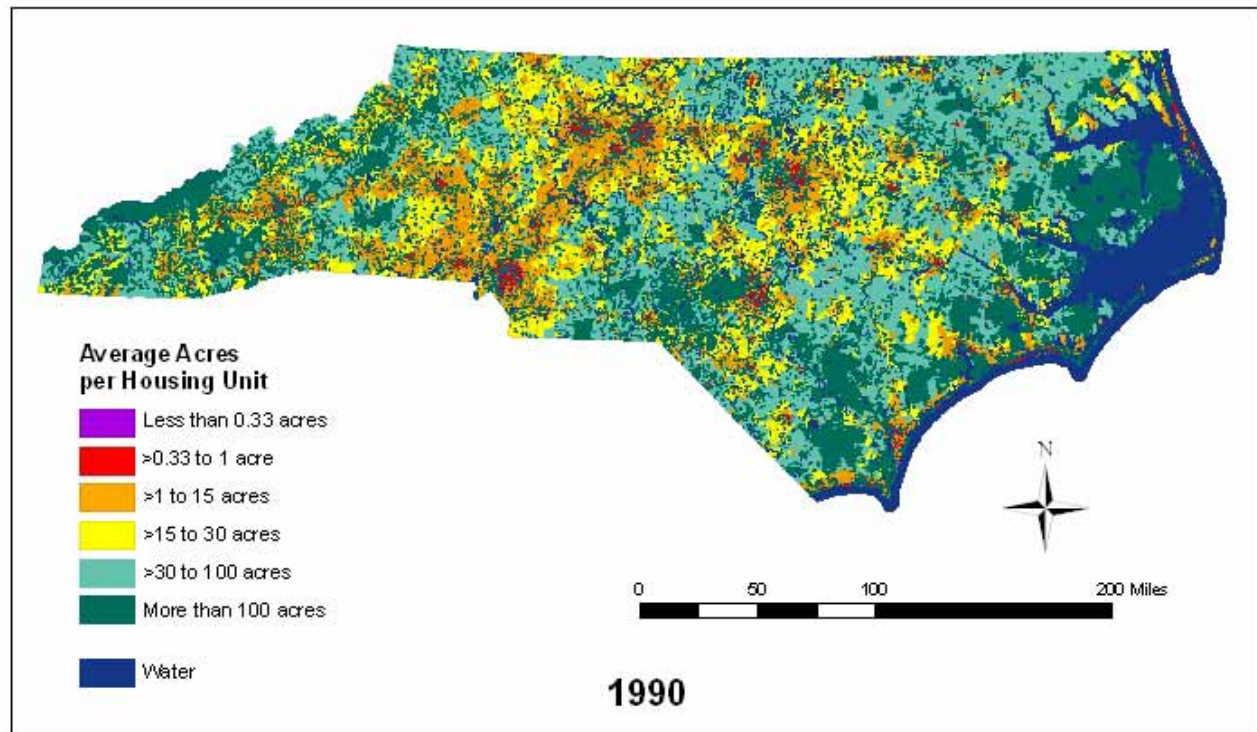 Average Acres
per Housing Unit
Less than 0.33 acres
>0.33 to 1 acre
>1 to 15 acres
>15 to 30 acres
>30 to 100 acres
More than 100 acres
Water
N
0 50 100 200 Miles
1990